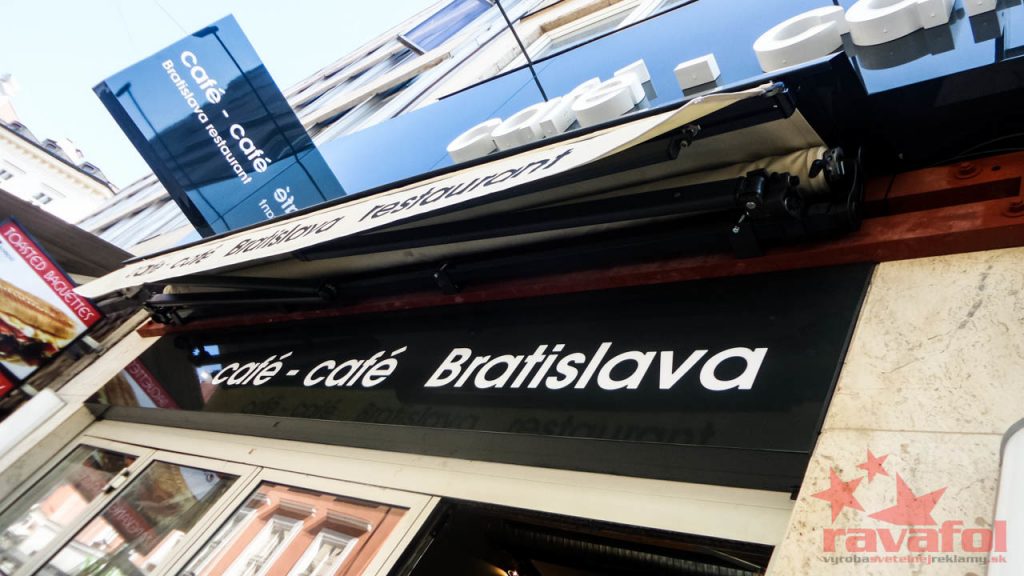 café - café
Bratislava restaurant
café - café Bratislava restaurant
TOASTED BAGUETTES
café - café Bratislava
ravafol
vyrobasvetelnejreklamy.sk